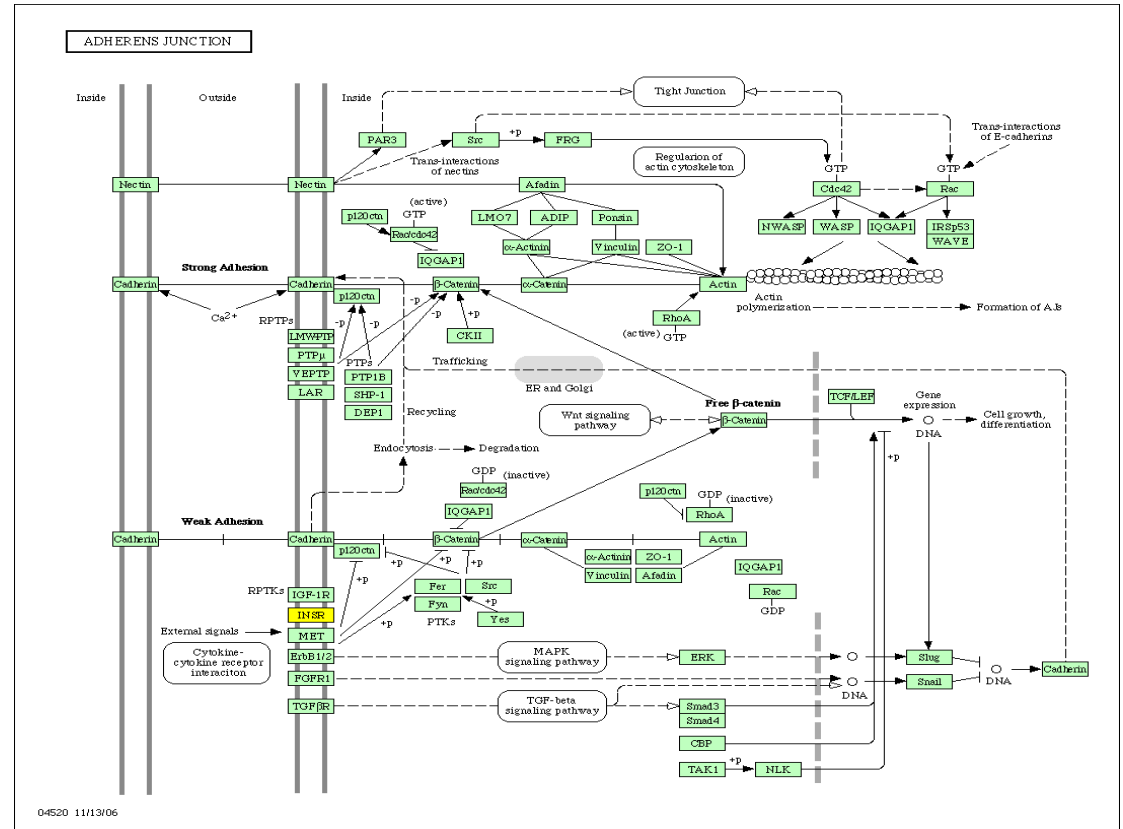 ADHERENS JUNCTION
Inside
Outside
Inside
Tight Junction
PAR3
Src
+p
FRG
Trans-interactions
of nectins
Regularion of
actin cytoskeleton
Trans-interactions
of E-cadherins
GTP
GTP
Nectin
Nectin
Afadin
Cdc42
Rac
(active)
GTP
p120ctn
Rac/cdc42
IQGAP1
LMO7
ADIP
Ponsin
NWASP
WASP
IQGAP1
IRSp53
WAVE
α-Actinin
Vinculin
ZO-1
Strong Adhesion
Cadherin
Cadherin
p120ctn
β-Catenin
α-Catenin
Actin
Ca2+
RPTPs
-p
-p
-p
-p
+p
CKII
RhoA
(active)
GTP
Actin
polymerization
Formation of AJs
LMWPTP
PTPμ
VEPTP
LAR
PTPs
PTP1B
SHP-1
DEP1
Trafficking
ER and Golgi
Recycling
Endocytosis
Degradation
Wnt signaling
pathway
Free β-catenin
β-Catenin
TCF/LEF
Gene
expression
DNA
Cell growth,
differentiation
+p
GDP
(inactive)
Rac/cdc42
IQGAP1
p120ctn
GDP
(inactive)
RhoA
Weak Adhesion
Cadherin
Cadherin
p120ctn
β-Catenin
α-Catenin
Actin
α-Actinin
ZO-1
Vinculin
Afadin
IQGAP1
Rac
GDP
+p
+p
+p
+p
+p
+p
RPTKs
IGF-1R
INSR
MET
ErbB1/2
FGFR1
TGFβR
Fer
Fyn
PTKs
Src
Yes
External signals
Cytokine-
cytokine receptor
interaciton
MAPK
signaling pathway
ERK
TGF-beta
signaling pathway
Smad3
Smad4
CBP
TAK1
+p
NLK
DNA
Slug
Snail
DNA
Cadherin
04520 11/13/06